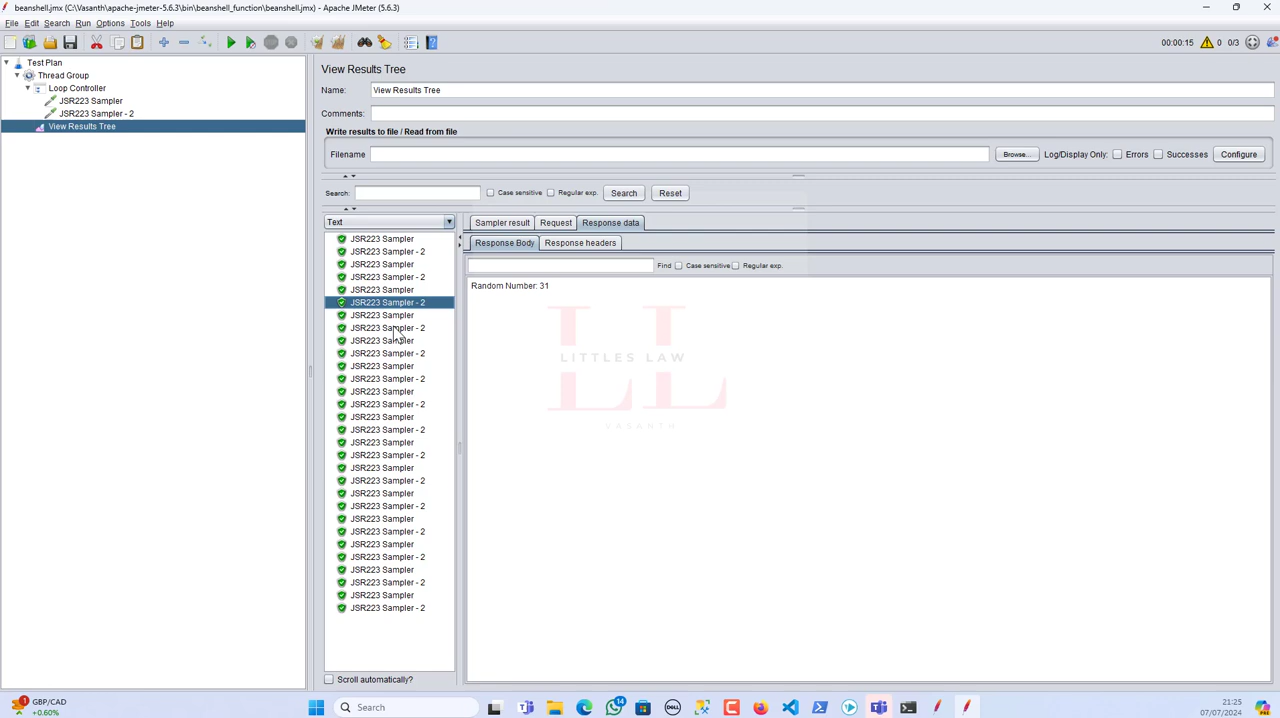 beanshell.jmx (C:\Vasanth\apache-jmeter-5.6.3\bin\beanshell_function\beanshell.jmx) - Apache JMeter (5.6.3)
File Edit Search Run Options Tools Help
00:00:15 0 0/3
Test Plan
Thread Group
Loop Controller
JSR223 Sampler
JSR223 Sampler - 2
View Results Tree
View Results Tree
Name: View Results Tree
Comments:
Write results to file / Read from file
Filename Browse... Log/Display Only: Errors Successes Configure
Search: Case sensitive Regular exp. Search Reset
Text
Sampler result Request Response data
Response Body Response headers
Find Case sensitive Regular exp.
Random Number: 31
JSR223 Sampler
JSR223 Sampler - 2
JSR223 Sampler
JSR223 Sampler - 2
JSR223 Sampler
JSR223 Sampler - 2
JSR223 Sampler
JSR223 Sampler - 2
JSR223 Sampler
JSR223 Sampler - 2
JSR223 Sampler
JSR223 Sampler - 2
JSR223 Sampler
JSR223 Sampler - 2
JSR223 Sampler
JSR223 Sampler - 2
JSR223 Sampler
JSR223 Sampler - 2
JSR223 Sampler
JSR223 Sampler - 2
JSR223 Sampler
JSR223 Sampler - 2
JSR223 Sampler
JSR223 Sampler - 2
JSR223 Sampler
JSR223 Sampler - 2
JSR223 Sampler
JSR223 Sampler - 2
JSR223 Sampler
JSR223 Sampler - 2
LL
LITTLES LAW
VASANTH
Scroll automatically?
1
GBP/CAD
+0.60%
Search
14
DELL
21:25
07/07/2024